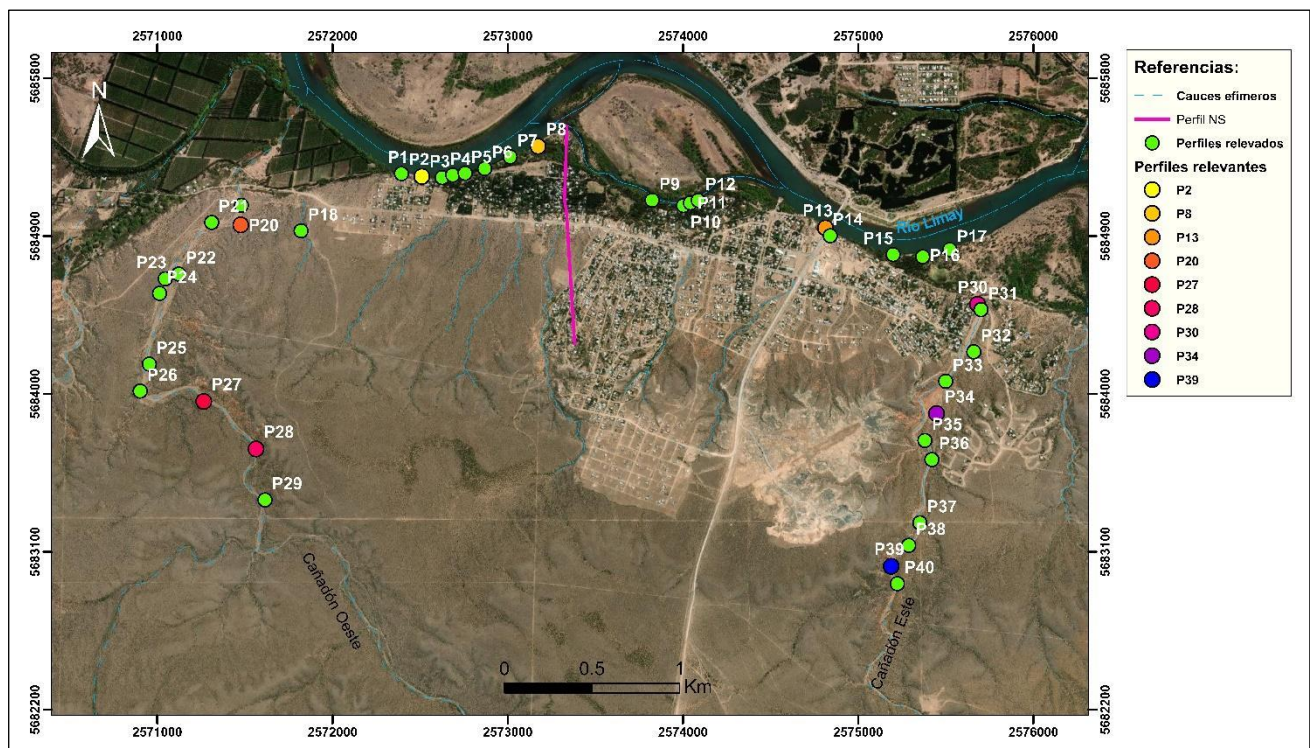 2571000
2572000
2573000
2574000
2575000
2576000
5685800
5685800
N
P1
P2
P3
P4
P5
P6
P7
P8
P9
P12
P11
P10
P13
P14
Río Limay
P15
P16
P17
P21
P20
P18
P22
P23
P24
P25
P26
P27
P28
P29
P30
P31
P32
P33
P34
P35
P36
P37
P38
P39
P40
5684900
5684900
5684000
5684000
5683100
5683100
5682200
5682200
Cañadón Oeste
Cañadón Este
0
0.5
1
Km
2571000
2572000
2573000
2574000
2575000
2576000
Referencias:
Cauces efímeros
Perfil NS
Perfiles relevados
Perfiles relevantes
P2
P8
P13
P20
P27
P28
P30
P34
P39